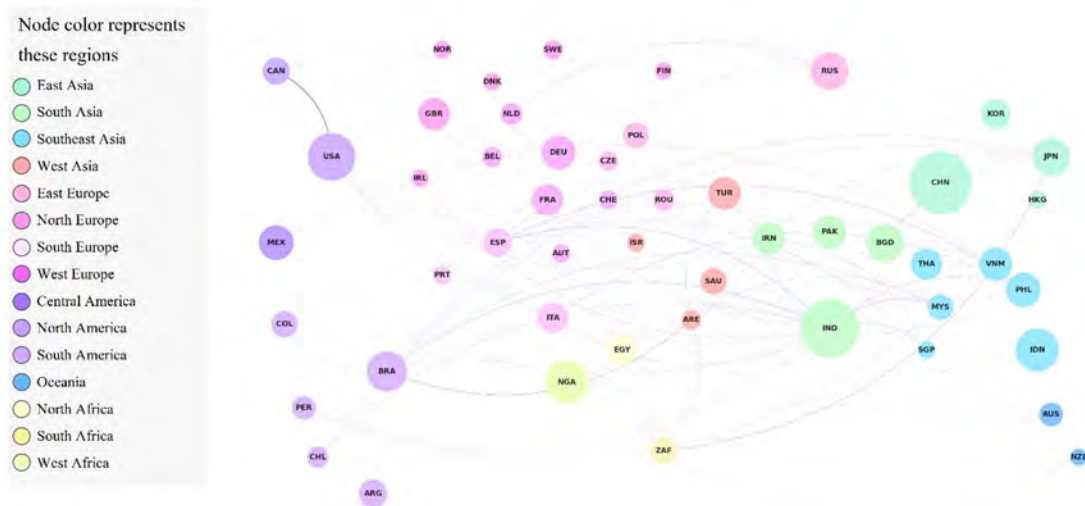 Node color represents
these regions
East Asia
South Asia
Southeast Asia
West Asia
East Europe
North Europe
South Europe
West Europe
Central America
North America
South America
Oceania
North Africa
South Africa
West Africa
NOR
SWE
CAN
FIN
RUS
DNK
GBR
NLD
KOR
POL
USA
BEL
DEU
CZE
JPN
IRL
CHN
FRA
CHE
ROU
TUR
HKG
MEX
ESP
AUT
ISR
IRN
PAK
BGD
THA
VNM
PRT
SAU
PHL
MYS
COL
ITA
ARE
IND
EGY
SGP
IDN
BRA
NGA
PER
AUS
CHL
ZAF
NZL
ARG